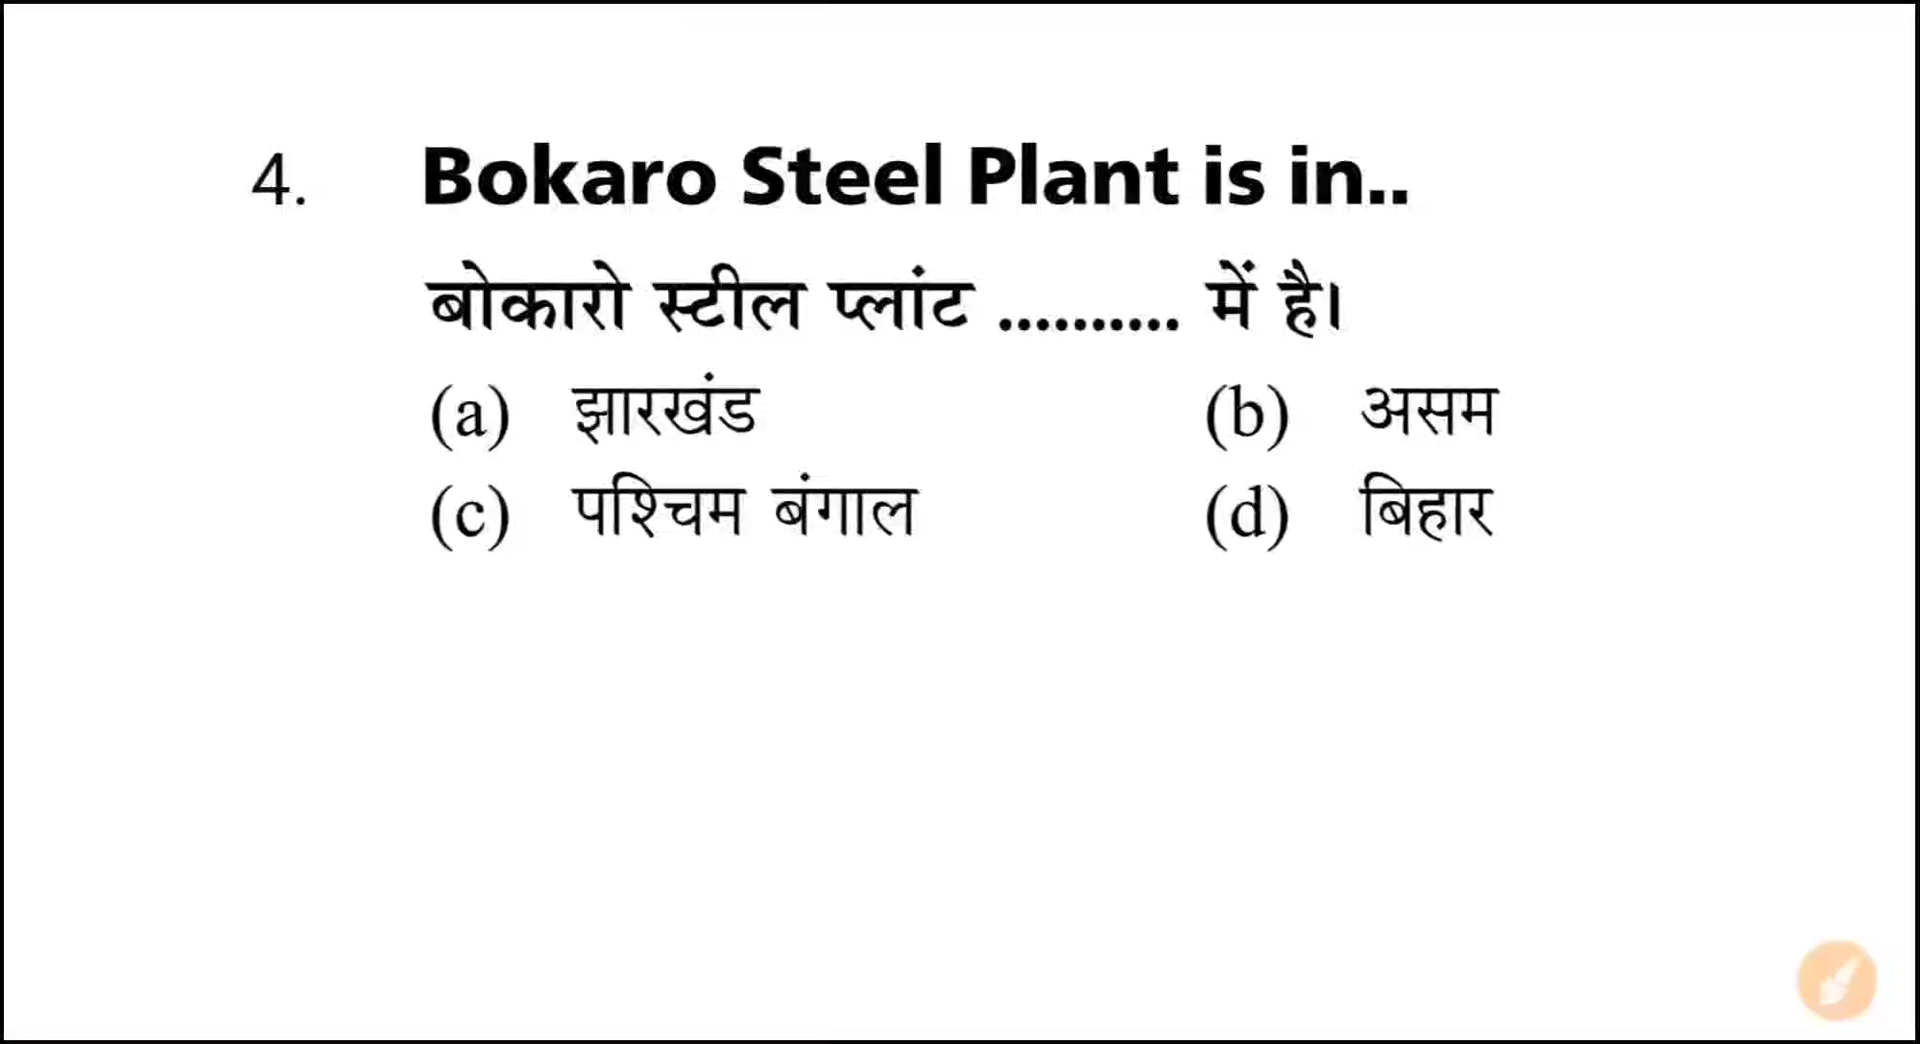 4. Bokaro Steel Plant is in..
बोकारो स्टील प्लांट .......... में है।
(a) झारखंड (b) असम
(c) पश्चिम बंगाल (d) बिहार